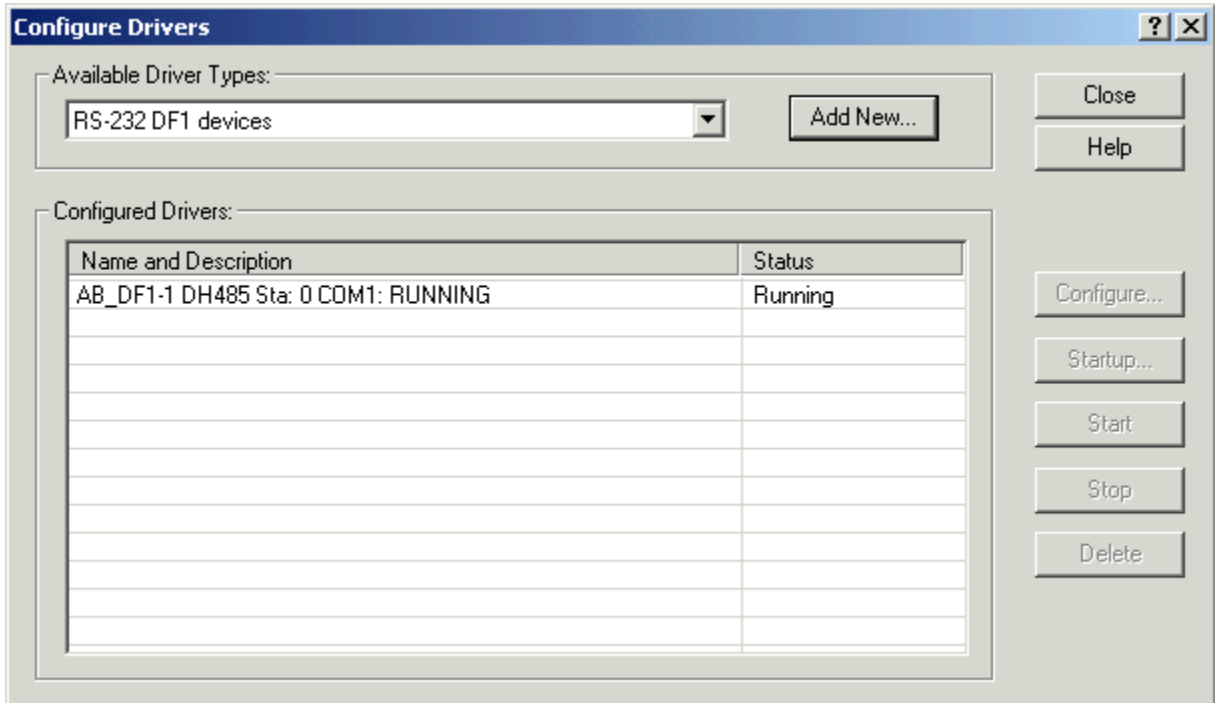 Configure Drivers
Available Driver Types:
RS-232 DF1 devices
Add New...
Close
Help
Configured Drivers:
Name and Description Status
AB_DF1-1 DH485 Sta: 0 COM1: RUNNING Running
Configure...
Startup...
Start
Stop
Delete